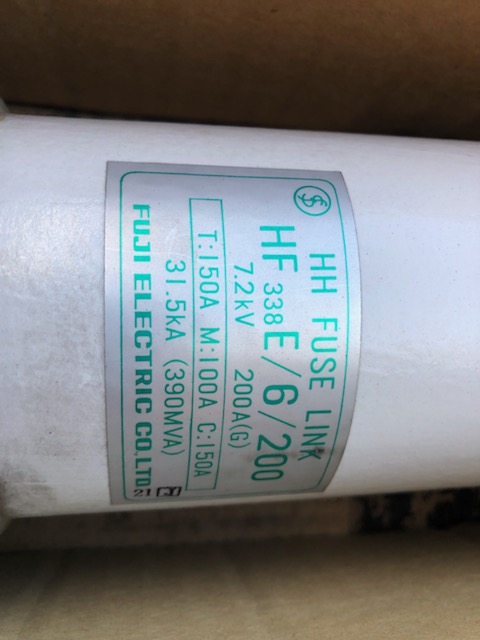 HH FUSE LINK
HF 338E/6/200
7.2kV 200A(G)
T:150A M:100A C:150A
31.5kA (390MVA)
FUJI ELECTRIC CO.,LTD.
21